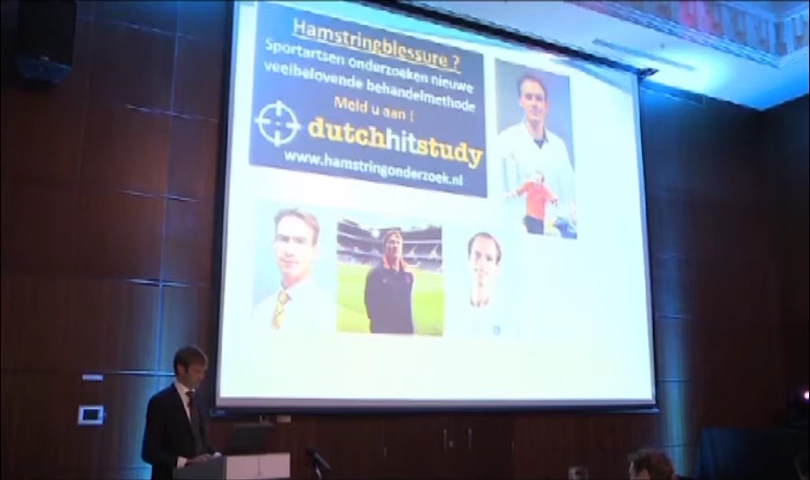 Hamstringblessure ?
Sportartsen onderzoeken nieuwe
veelbelovende behandelmethode
Meld u aan !
dutchhitstudy
www.hamstringonderzoek.nl